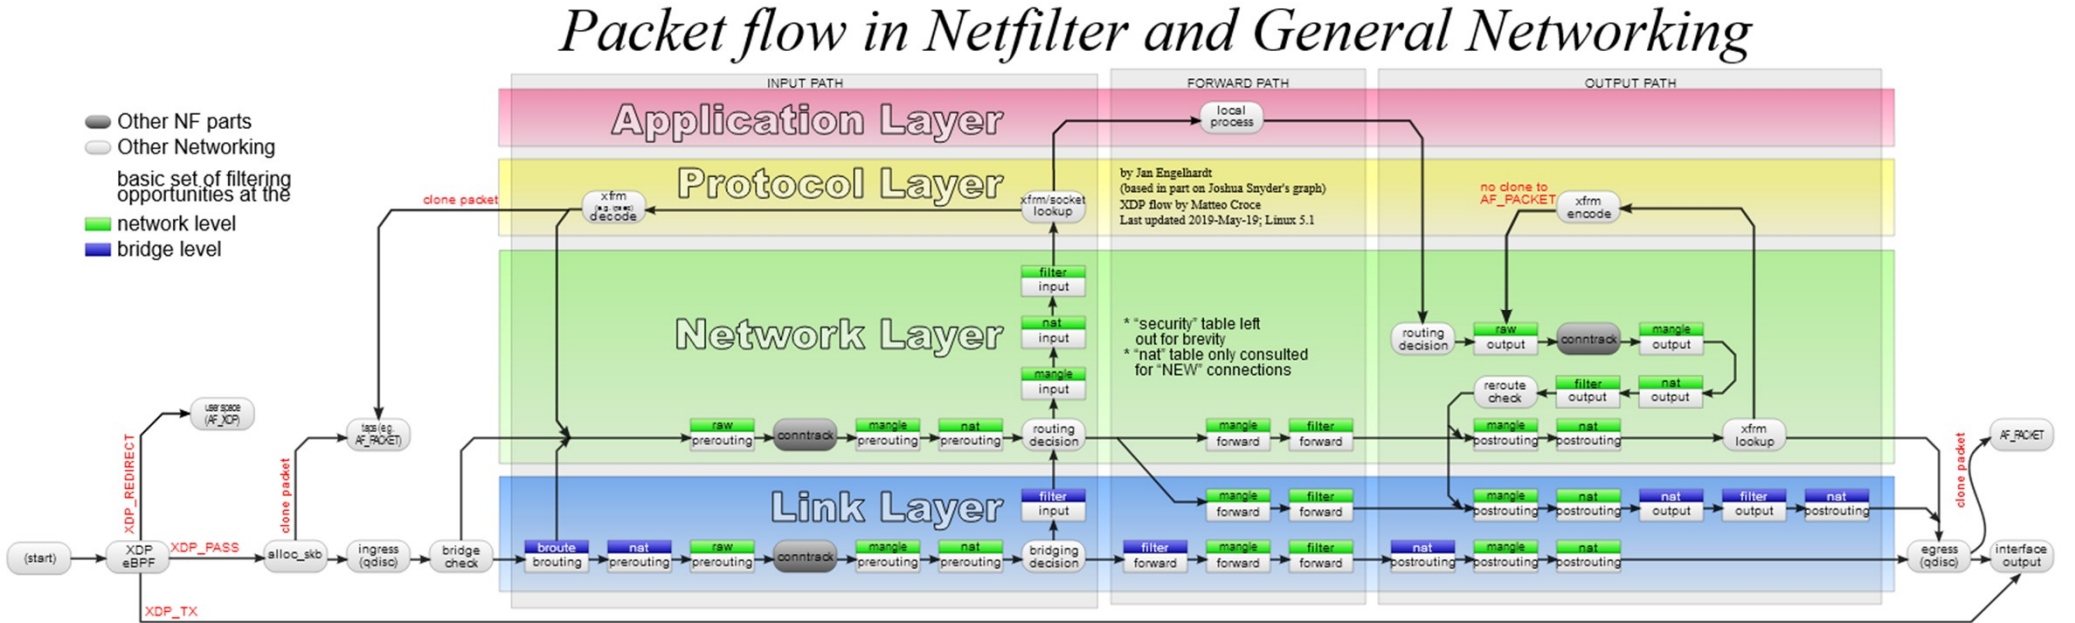 Packet flow in Netfilter and General Networking
INPUT PATH
FORWARD PATH
OUTPUT PATH
Other NF parts
Other Networking
basic set of filtering
opportunities at the
network level
bridge level
Application Layer
local
process
Protocol Layer
clone packet
xfrm
(e.g. ipsec)
decode
xfrm/socket
lookup
by Jan Engelhardt
(based in part on Joshua Snyder's graph)
XDP flow by Matteo Croce
Last updated 2019-May-19; Linux 5.1
no clone to
AF_PACKET
xfrm
encode
Network Layer
filter
input
nat
input
mangle
input
* "security" table left
out for brevity
* "nat" table only consulted
for "NEW" connections
routing
decision
raw
output
conntrack
mangle
output
reroute
check
filter
output
nat
output
userspace
(AF_XDP)
taps (e.g.
AF_PACKET)
raw
prerouting
conntrack
mangle
prerouting
nat
prerouting
routing
decision
mangle
forward
filter
forward
mangle
postrouting
nat
postrouting
xfrm
lookup
clone packet
AF_PACKET
XDP_REDIRECT
clone packet
Link Layer
filter
input
mangle
forward
filter
forward
mangle
postrouting
nat
postrouting
nat
output
filter
output
nat
postrouting
(start)
XDP
eBPF
XDP_PASS
alloc_skb
ingress
(qdisc)
bridge
check
broute
brouting
nat
prerouting
raw
prerouting
conntrack
mangle
prerouting
nat
prerouting
bridging
decision
filter
forward
mangle
forward
filter
forward
nat
postrouting
mangle
postrouting
nat
postrouting
egress
(qdisc)
interface
output
XDP_TX